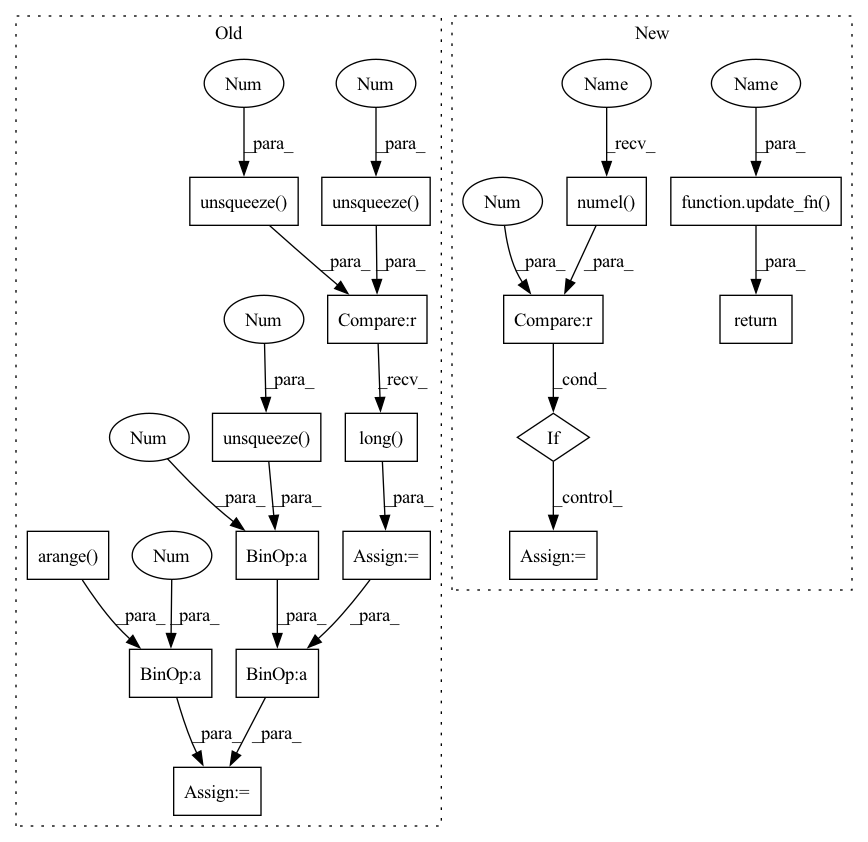 Old
New
Num
Num
Name
Name
_para_
_para_
_recv_
_para_
unsqueeze()
unsqueeze()
Num
numel()
function.update_fn()
_para_
_para_
_para_
_para_
_para_
Num
Compare:r
Compare:r
return
_para_
_recv_
_cond_
Num
unsqueeze()
long()
If
_para_
_para_
_para_
_control_
arange()
Num
BinOp:a
Assign:=
Assign:=
_para_
_para_
_para_
_para_
BinOp:a
BinOp:a
_para_
_para_
Assign:=